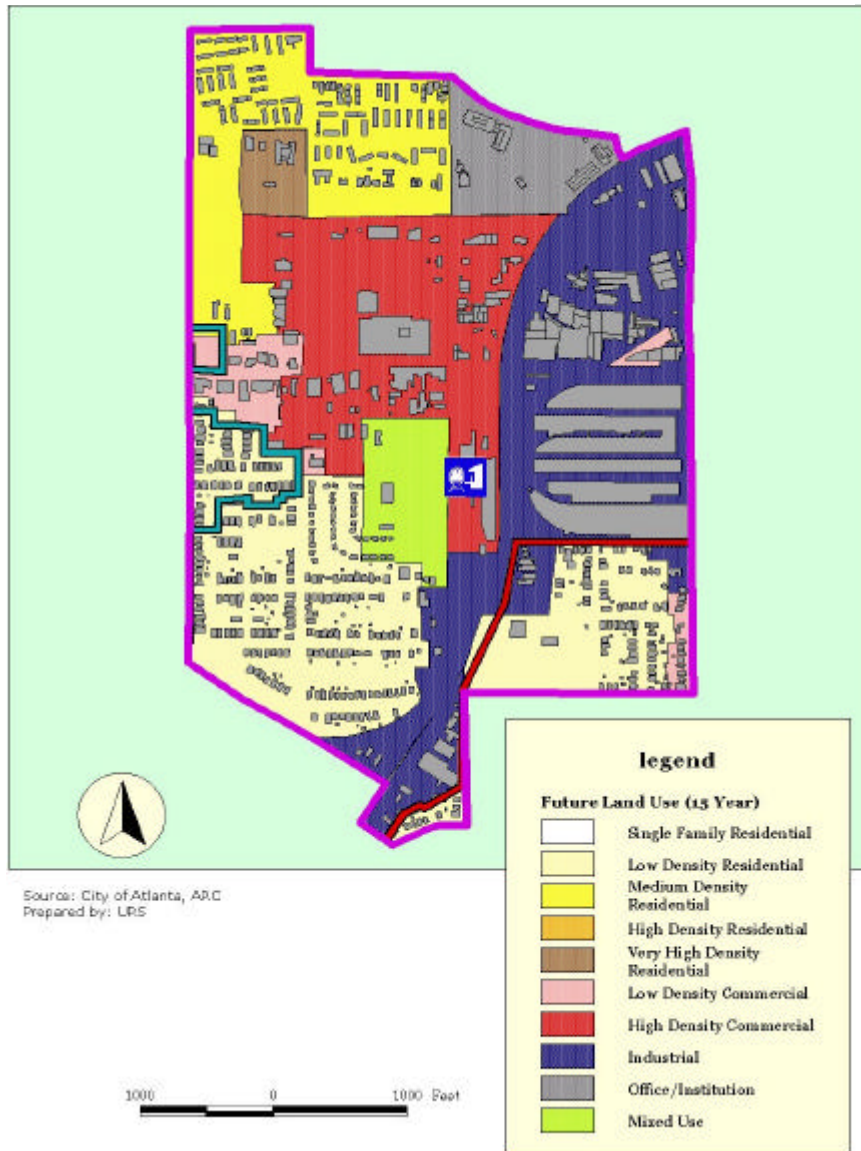 legend
Future Land Use (15 Year)
Single Family Residential
Low Density Residential
Medium Density
Residential
High Density Residential
Very High Density
Residential
Low Density Commercial
High Density Commercial
Industrial
Office/Institution
Mixed Use
Source: City of Atlanta, ARC
Prepared by: URS
1000 0 1000 Feet